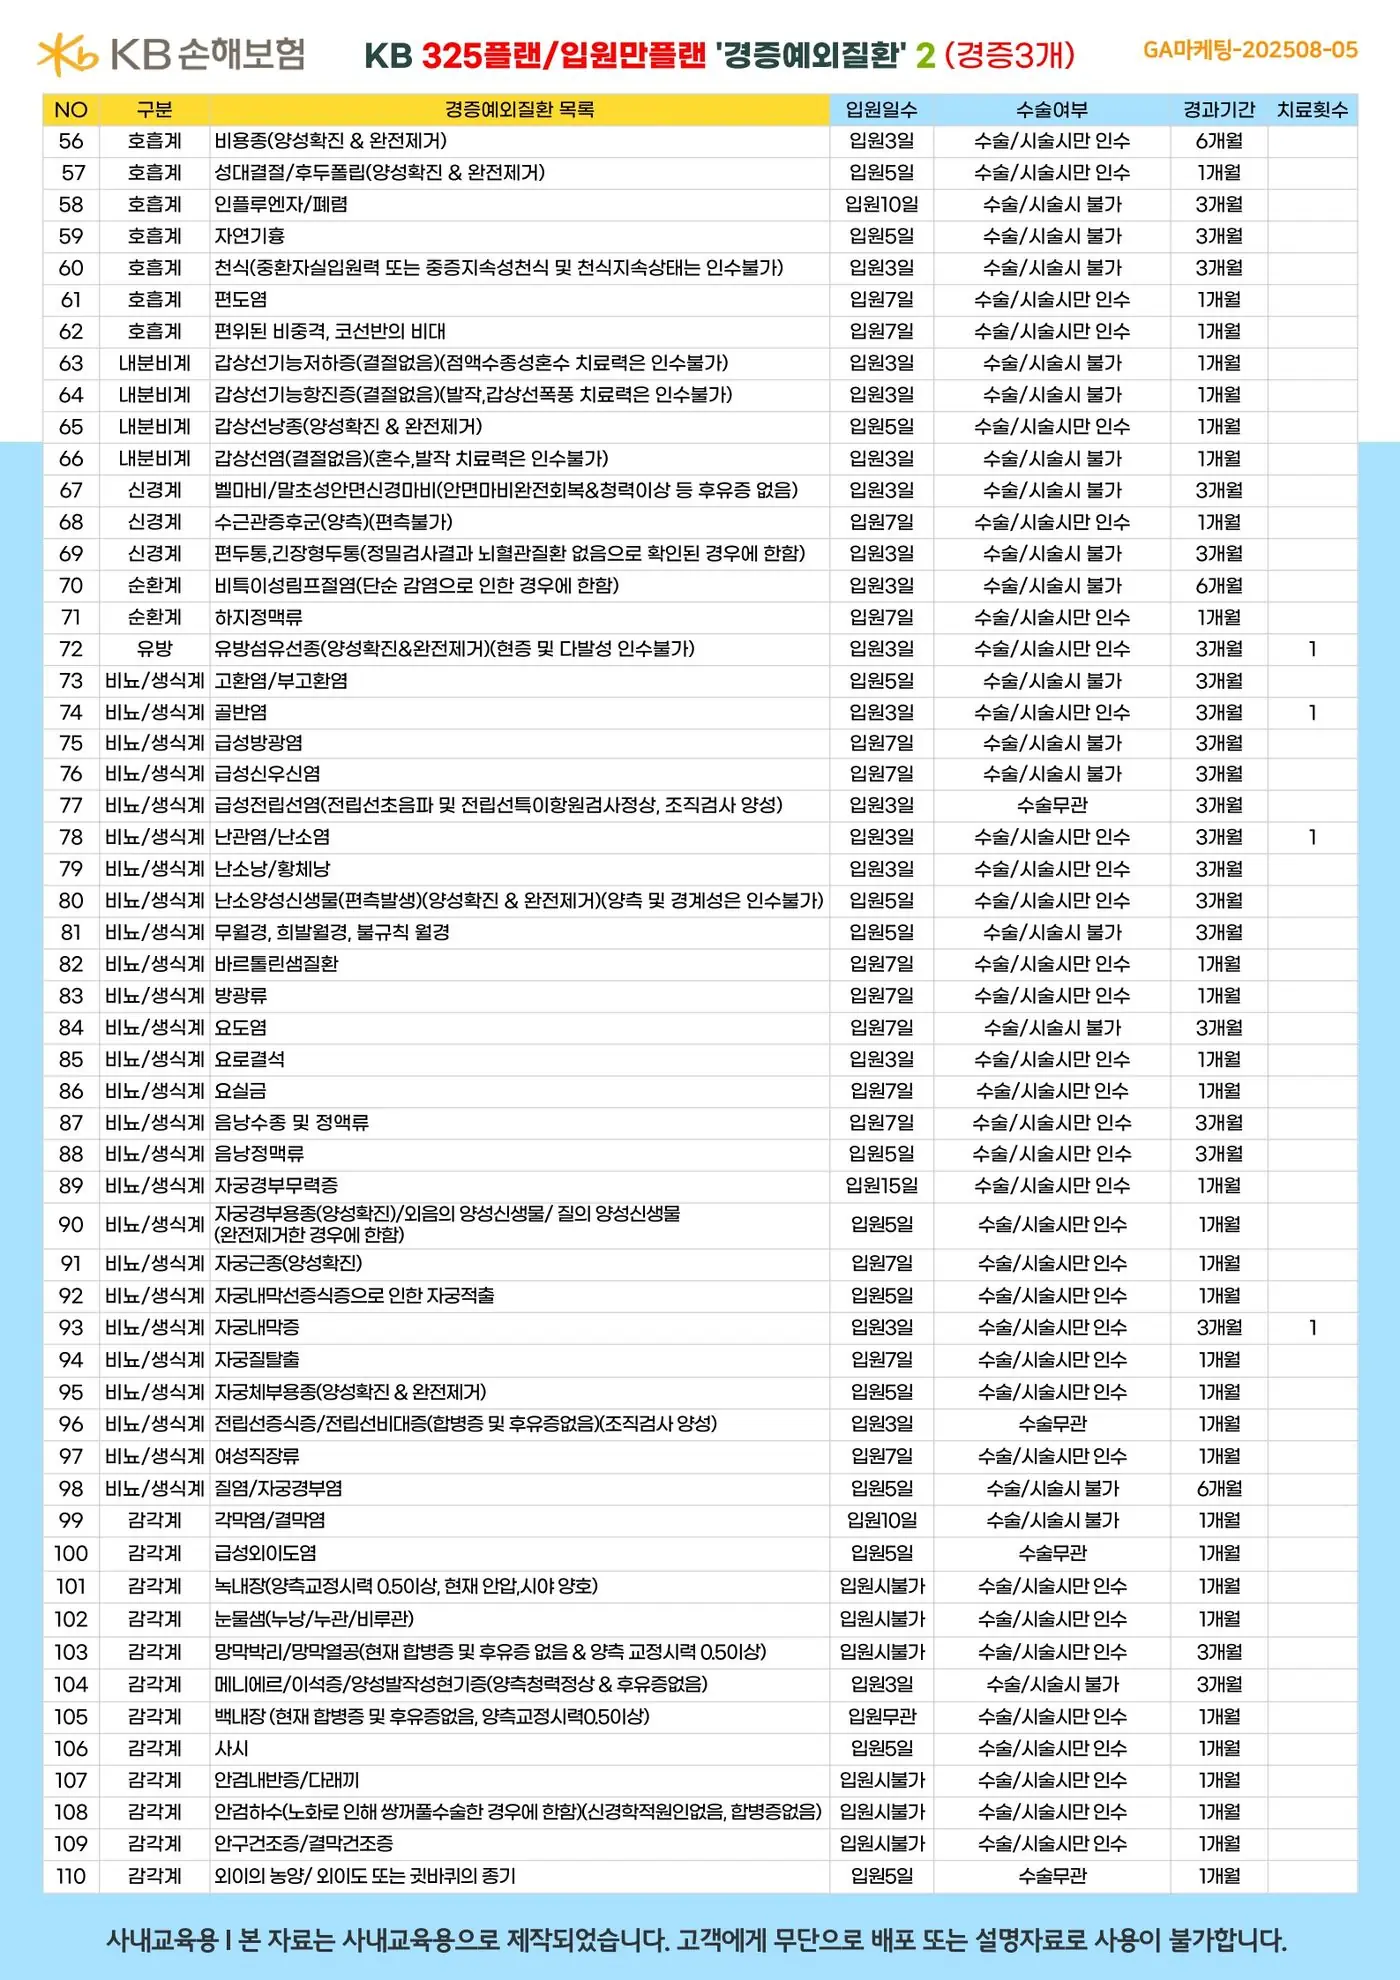 KB손해보험
KB 325플랜/입원만플랜 '경증예외질환' 2 (경증3개)
GA마케팅-202508-05
NO 구분 경증예외질환 목록 입원일수 수술여부 경과기간 치료횟수
56 호흡계 비용종(양성확진 & 완전제거) 입원3일 수술/시술시만 인수 6개월
57 호흡계 성대결절/후두폴립(양성확진 & 완전제거) 입원5일 수술/시술시만 인수 1개월
58 호흡계 인플루엔자/폐렴 입원10일 수술/시술시 불가 3개월
59 호흡계 자연기흉 입원5일 수술/시술시 불가 3개월
60 호흡계 천식(중환자실입원력 또는 중증지속성천식 및 천식지속상태는 인수불가) 입원3일 수술/시술시 불가 3개월
61 호흡계 편도염 입원7일 수술/시술시만 인수 1개월
62 호흡계 편위된 비중격, 코선반의 비대 입원7일 수술/시술시만 인수 1개월
63 내분비계 갑상선기능저하증(결절없음)(점액수종성혼수 치료력은 인수불가) 입원3일 수술/시술시 불가 1개월
64 내분비계 갑상선기능항진증(결절없음)(발작,갑상선폭풍 치료력은 인수불가) 입원3일 수술/시술시 불가 1개월
65 내분비계 갑상선낭종(양성확진 & 완전제거) 입원5일 수술/시술시만 인수 1개월
66 내분비계 갑상선염(결절없음)(혼수,발작 치료력은 인수불가) 입원3일 수술/시술시 불가 1개월
67 신경계 벨마비/말초성안면신경마비(안면마비완전회복&청력이상 등 후유증 없음) 입원3일 수술/시술시 불가 3개월
68 신경계 수근관증후군(양측)(편측불가) 입원7일 수술/시술시만 인수 1개월
69 신경계 편두통,긴장형두통(정밀검사결과 뇌혈관질환 없음으로 확인된 경우에 한함) 입원3일 수술/시술시 불가 3개월
70 순환계 비특이성림프절염(단순 감염으로 인한 경우에 한함) 입원3일 수술/시술시 불가 6개월
71 순환계 하지정맥류 입원7일 수술/시술시만 인수 1개월
72 유방 유방섬유선종(양성확진&완전제거)(현증 및 다발성 인수불가) 입원3일 수술/시술시만 인수 3개월 1
73 비뇨/생식계 고환염/부고환염 입원5일 수술/시술시 불가 3개월
74 비뇨/생식계 골반염 입원3일 수술/시술시만 인수 3개월 1
75 비뇨/생식계 급성방광염 입원7일 수술/시술시 불가 3개월
76 비뇨/생식계 급성신우신염 입원7일 수술/시술시 불가 3개월
77 비뇨/생식계 급성전립선염(전립선초음파 및 전립선특이항원검사정상, 조직검사 양성) 입원3일 수술무관 3개월
78 비뇨/생식계 난관염/난소염 입원3일 수술/시술시만 인수 3개월 1
79 비뇨/생식계 난소낭/황체낭 입원3일 수술/시술시만 인수 3개월
80 비뇨/생식계 난소양성신생물(편측발생)(양성확진 & 완전제거)(양측 및 경계성은 인수불가) 입원5일 수술/시술시만 인수 3개월
81 비뇨/생식계 무월경, 희발월경, 불규칙 월경 입원5일 수술/시술시 불가 3개월
82 비뇨/생식계 바르톨린샘질환 입원7일 수술/시술시만 인수 1개월
83 비뇨/생식계 방광류 입원7일 수술/시술시만 인수 1개월
84 비뇨/생식계 요도염 입원7일 수술/시술시 불가 3개월
85 비뇨/생식계 요로결석 입원3일 수술/시술시만 인수 1개월
86 비뇨/생식계 요실금 입원7일 수술/시술시만 인수 1개월
87 비뇨/생식계 음낭수종 및 정액류 입원7일 수술/시술시만 인수 3개월
88 비뇨/생식계 음낭정맥류 입원5일 수술/시술시만 인수 3개월
89 비뇨/생식계 자궁경부무력증 입원15일 수술/시술시만 인수 1개월
90 비뇨/생식계 자궁경부용종(양성확진)/외음의 양성신생물/ 질의 양성신생물
(완전제거한 경우에 한함) 입원5일 수술/시술시만 인수 1개월
91 비뇨/생식계 자궁근종(양성확진) 입원7일 수술/시술시만 인수 1개월
92 비뇨/생식계 자궁내막선증식증으로 인한 자궁적출 입원5일 수술/시술시만 인수 1개월
93 비뇨/생식계 자궁내막증 입원3일 수술/시술시만 인수 3개월 1
94 비뇨/생식계 자궁질탈출 입원7일 수술/시술시만 인수 1개월
95 비뇨/생식계 자궁체부용종(양성확진 & 완전제거) 입원5일 수술/시술시만 인수 1개월
96 비뇨/생식계 전립선증식증/전립선비대증(합병증 및 후유증없음)(조직검사 양성) 입원3일 수술무관 1개월
97 비뇨/생식계 여성직장류 입원7일 수술/시술시만 인수 1개월
98 비뇨/생식계 질염/자궁경부염 입원5일 수술/시술시 불가 6개월
99 감각계 각막염/결막염 입원10일 수술/시술시 불가 1개월
100 감각계 급성외이도염 입원5일 수술무관 1개월
101 감각계 녹내장(양측교정시력 0.5이상, 현재 안압,시야 양호) 입원시불가 수술/시술시만 인수 1개월
102 감각계 눈물샘(누낭/누관/비루관) 입원시불가 수술/시술시만 인수 1개월
103 감각계 망막박리/망막열공(현재 합병증 및 후유증 없음 & 양측 교정시력 0.5이상) 입원시불가 수술/시술시만 인수 3개월
104 감각계 메니에르/이석증/양성발작성현기증(양측청력정상 & 후유증없음) 입원3일 수술/시술시 불가 3개월
105 감각계 백내장 (현재 합병증 및 후유증없음, 양측교정시력0.5이상) 입원무관 수술/시술시만 인수 1개월
106 감각계 사시 입원5일 수술/시술시만 인수 1개월
107 감각계 안검내반증/다래끼 입원시불가 수술/시술시만 인수 1개월
108 감각계 안검하수(노화로 인해 쌍꺼풀수술한 경우에 한함)(신경학적원인없음, 합병증없음) 입원시불가 수술/시술시만 인수 1개월
109 감각계 안구건조증/결막건조증 입원시불가 수술/시술시만 인수 1개월
110 감각계 외이의 농양/ 외이도 또는 귓바퀴의 종기 입원5일 수술무관 1개월
사내교육용 I 본 자료는 사내교육용으로 제작되었습니다. 고객에게 무단으로 배포 또는 설명자료로 사용이 불가합니다.